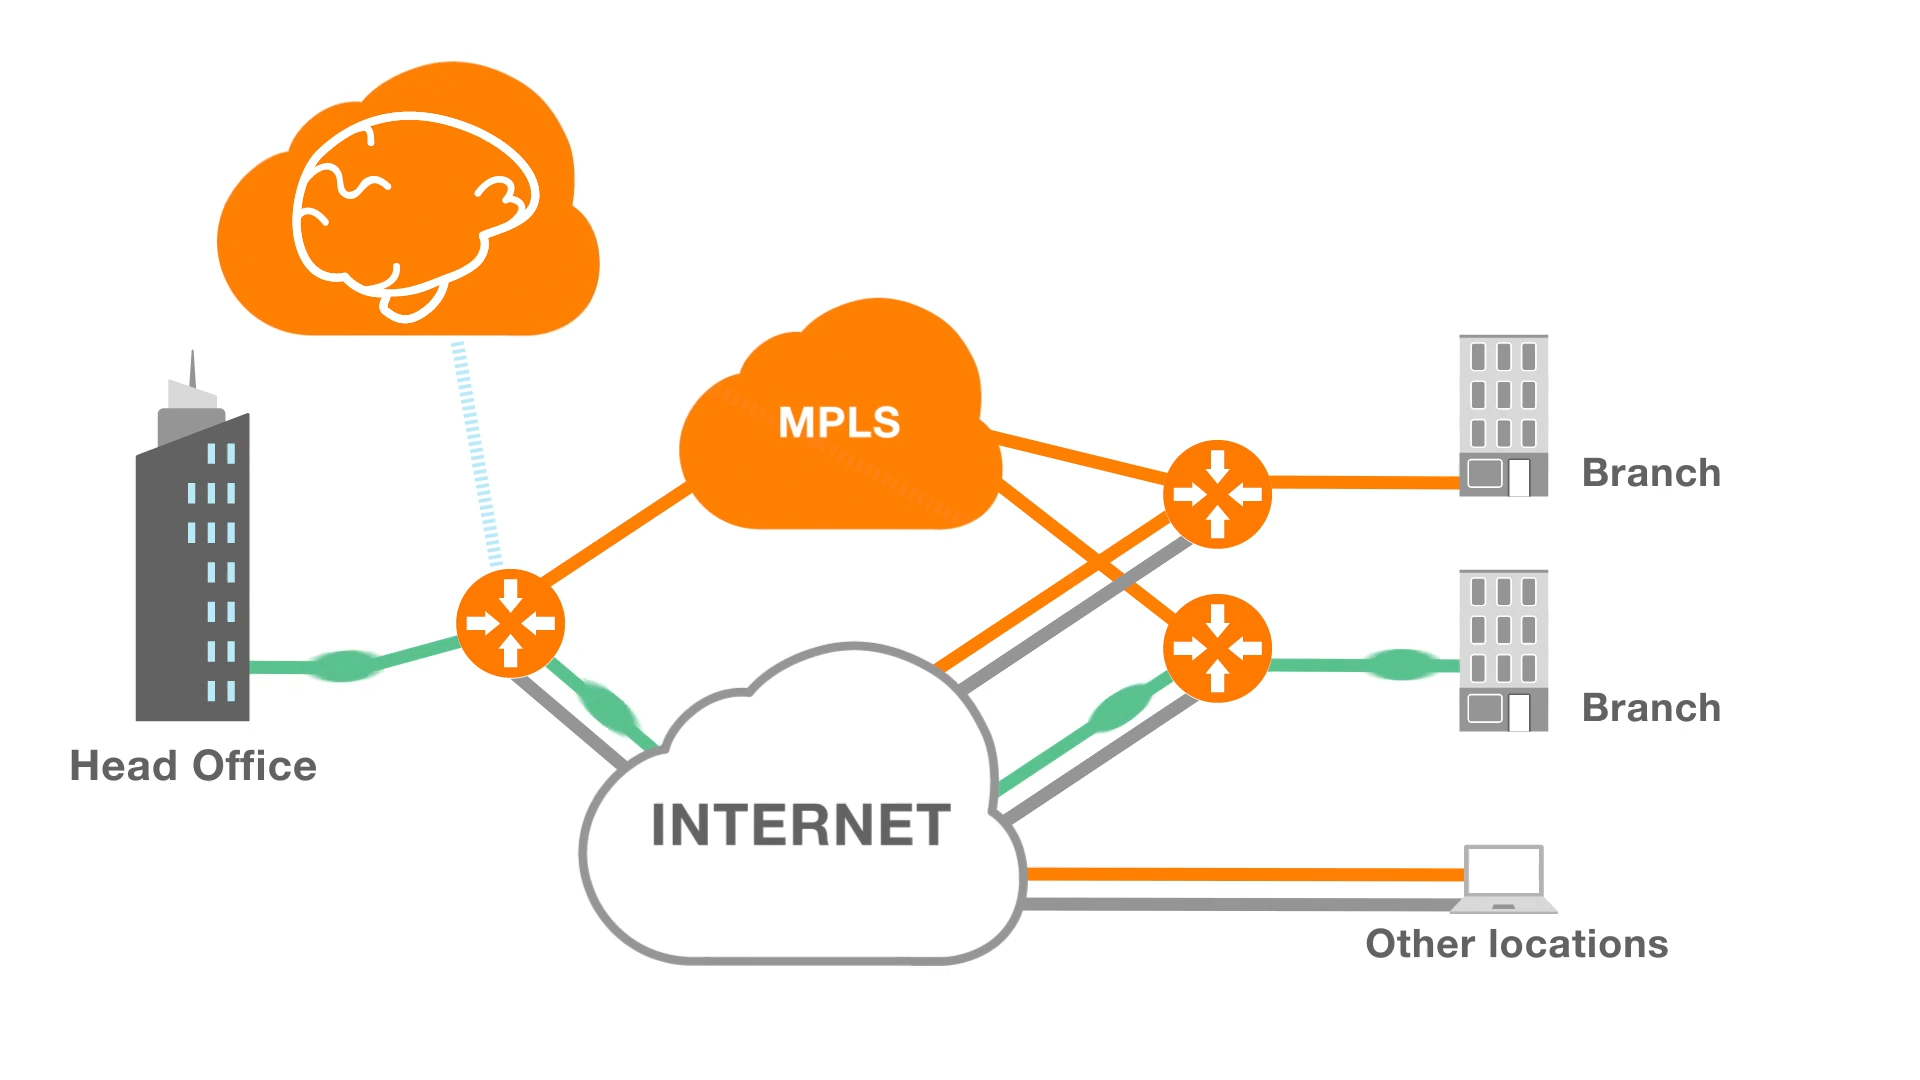 MPLS
Branch
Branch
Head Office
INTERNET
Other locations